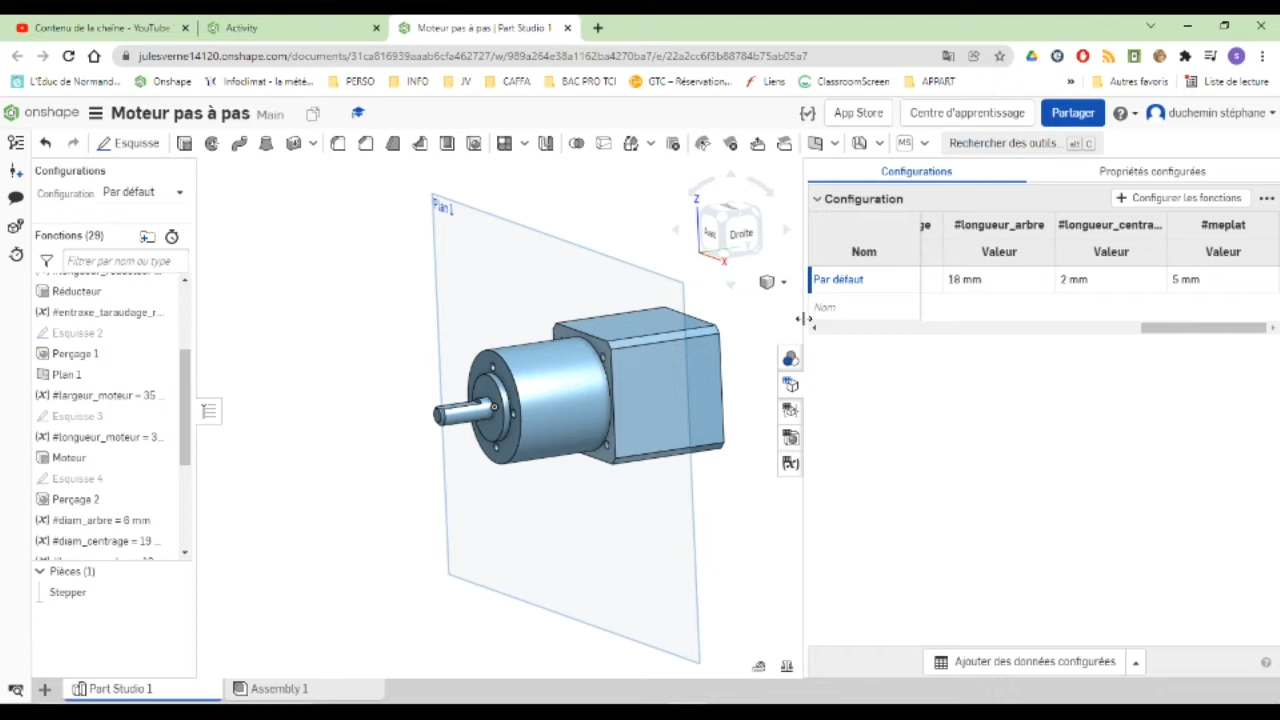 Contenu de la chaîne - YouTube
Activity
Moteur pas à pas | Part Studio 1
julesverne14120.onshape.com/documents/31ca816939aaab6cfa462727/w/989a264e38a1162ba4270ba7/e/22a2cc6f3b88784b75ab05a7
L'Éduc de Normand... Onshape Infoclimat - la mété... PERSO INFO JV CAFFA BAC PRO TCI GTC – Réservation... Liens ClassroomScreen APPART » Autres favoris Liste de lecture
onshape Moteur pas à pas Main App Store Centre d'apprentissage Partager duchemin stéphane
Esquisse MS Rechercher des outils... alt C
Configurations
Configuration Par défaut
Fonctions (29)
Filtrer par nom ou type
Réducteur
#entraxe_taraudage_r...
Esquisse 2
Perçage 1
Plan 1
#largeur_moteur = 35 ...
Esquisse 3
#longueur_moteur = 3...
Moteur
Esquisse 4
Perçage 2
#diam_arbre = 6 mm
#diam_centrage = 19 ...
Pièces (1)
Stepper
Plan 1
Z
Droite
X
Configurations Propriétés configurées
Configuration + Configurer les fonctions
ge #longueur_arbre #longueur_centra... #meplat
Nom Valeur Valeur Valeur
Par défaut 18 mm 2 mm 5 mm
Nom
Ajouter des données configurées
Part Studio 1 Assembly 1